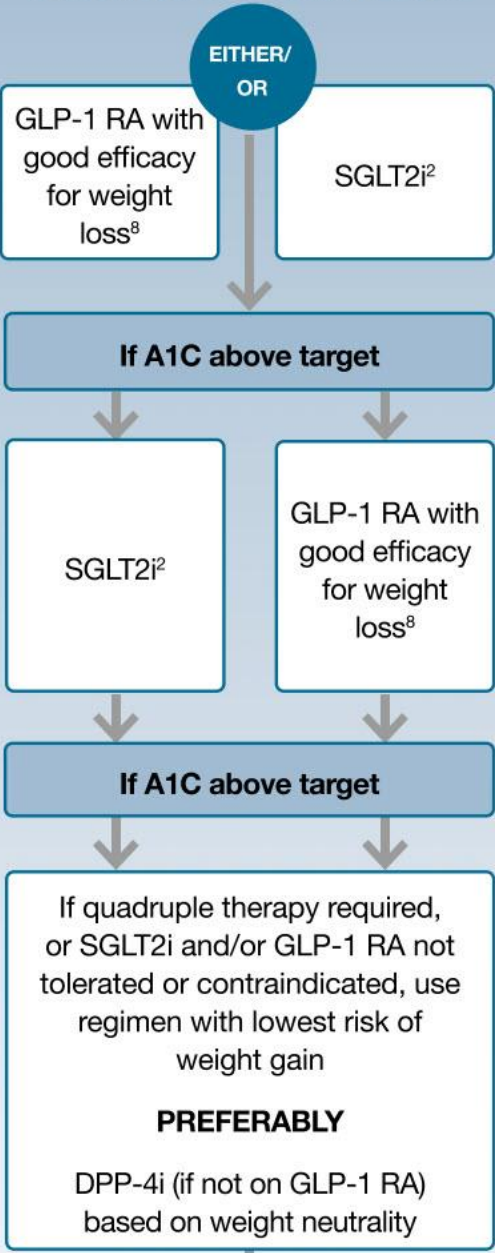 EITHER/
OR
GLP-1 RA with
good efficacy
for weight
loss⁸
SGLT2i²
If A1C above target
SGLT2i²
GLP-1 RA with
good efficacy
for weight
loss⁸
If A1C above target
If quadruple therapy required,
or SGLT2i and/or GLP-1 RA not
tolerated or contraindicated, use
regimen with lowest risk of
weight gain
PREFERABLY
DPP-4i (if not on GLP-1 RA)
based on weight neutrality